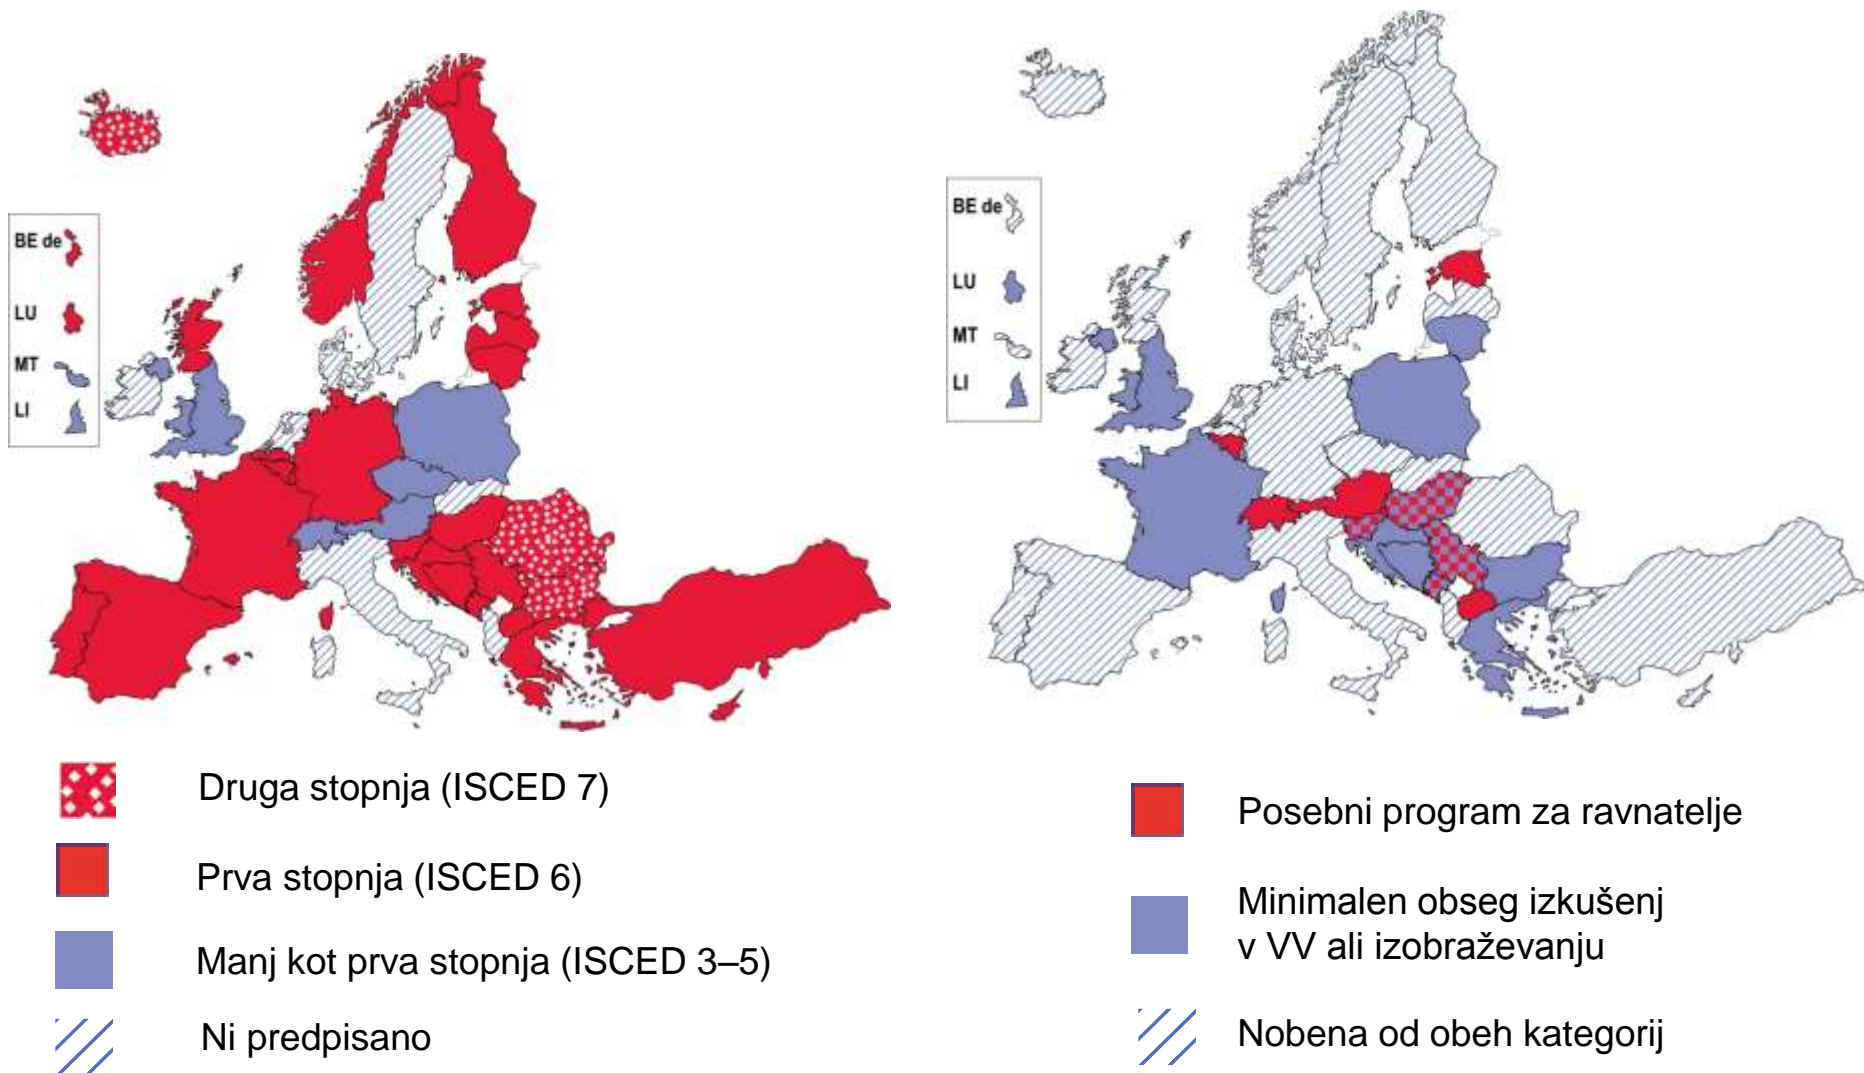 BE de
LU
MT
LI
Druga stopnja (ISCED 7)
Prva stopnja (ISCED 6)
Manj kot prva stopnja (ISCED 3–5)
Ni predpisano
BE de
LU
MT
LI
Posebni program za ravnatelje
Minimalen obseg izkušenj
v VV ali izobraževanju
Nobena od obeh kategorij